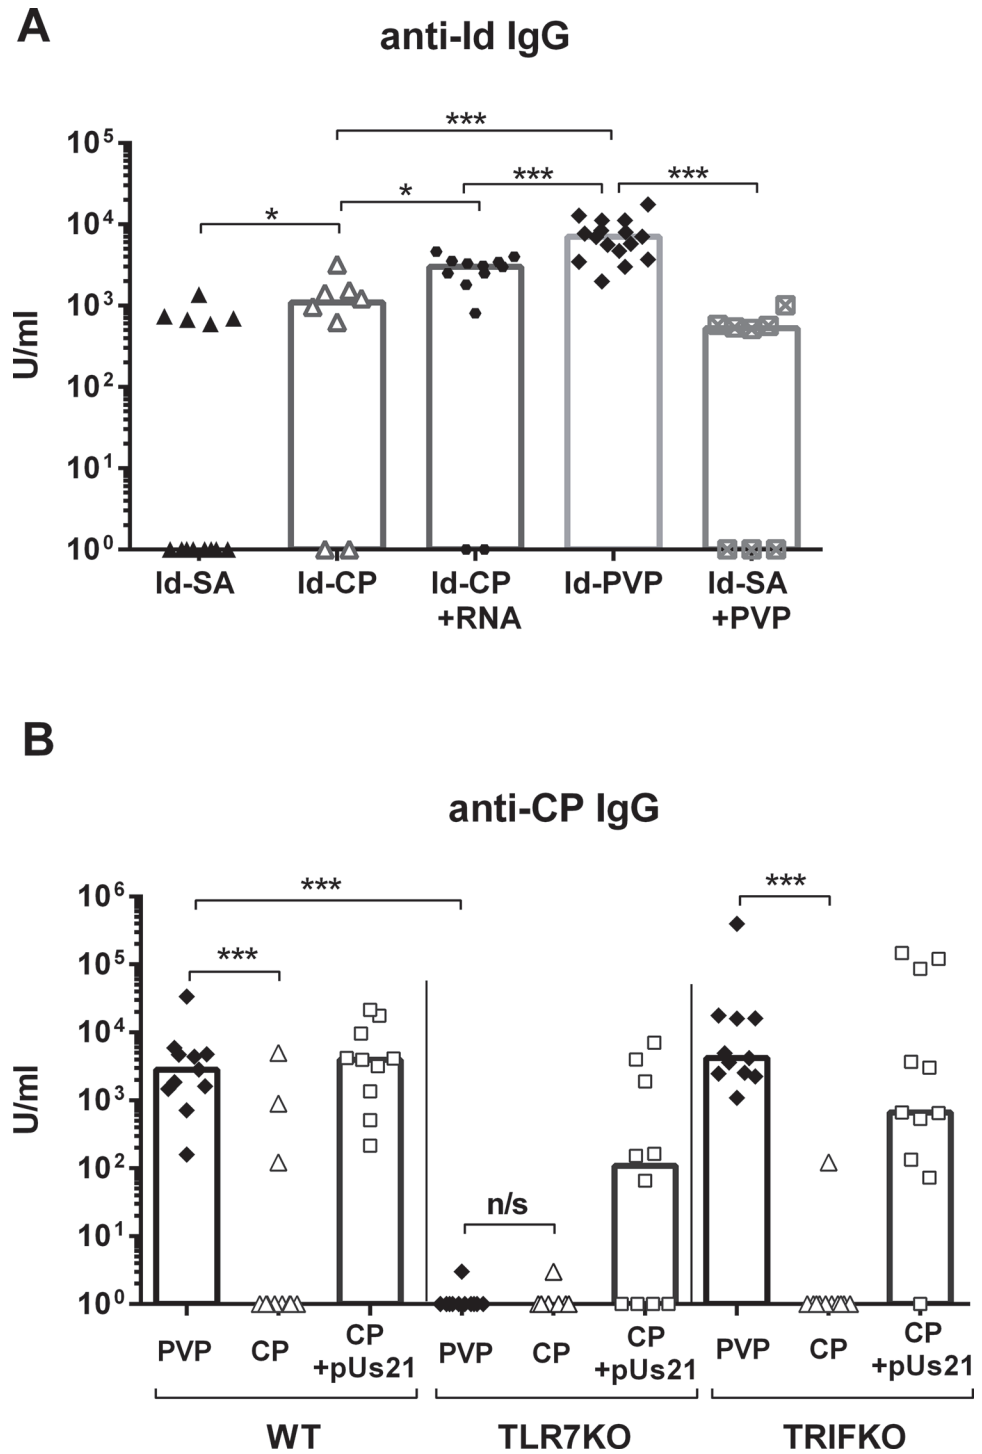 A
anti-Id IgG
***
*** ***
*
*
10⁵
10⁴
10³
10²
10¹
10⁰
U/ml
Id-SA Id-CP Id-CP Id-PVP Id-SA
+RNA +PVP
B
anti-CP IgG
*** ***
***
n/s
10⁶
10⁵
10⁴
10³
10²
10¹
10⁰
U/ml
PVP CP CP PVP CP CP PVP CP CP
+pUs21 +pUs21 +pUs21
WT TLR7KO TRIFKO